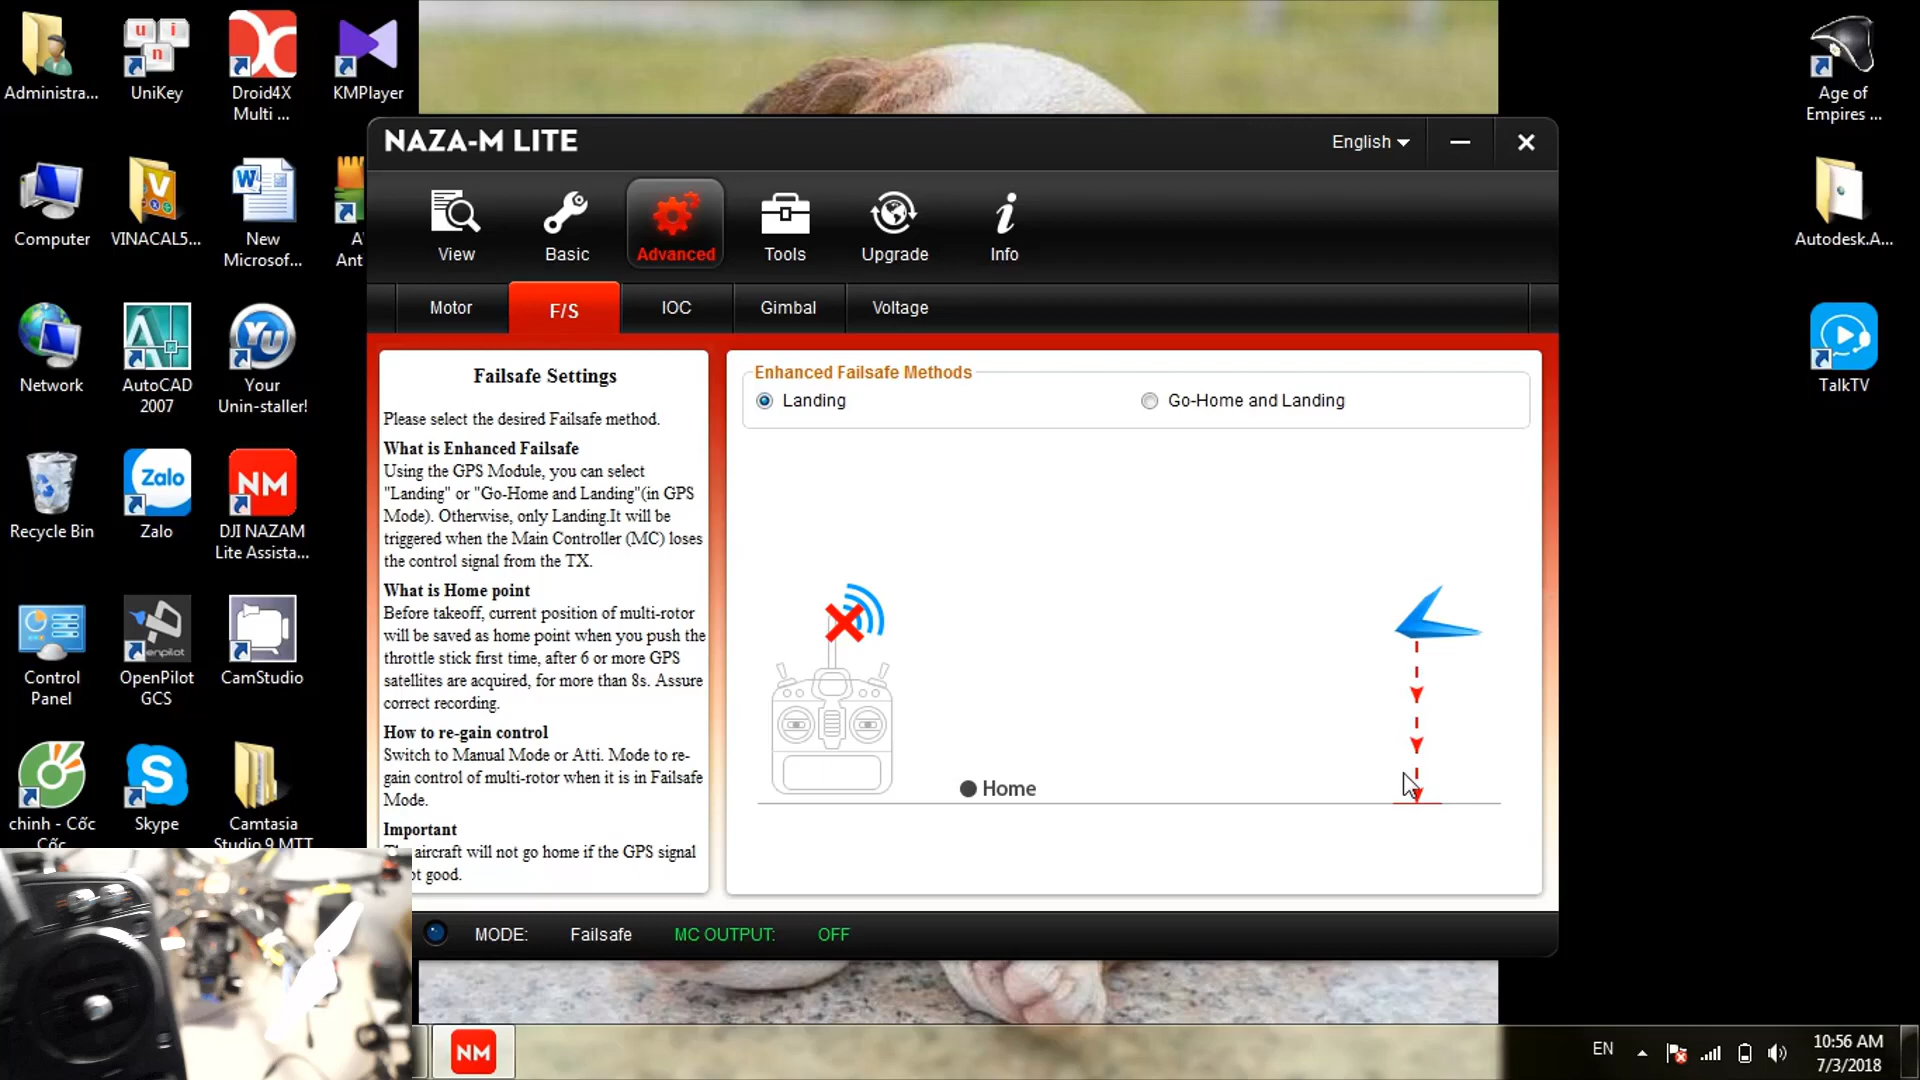 Administra...
UniKey
Droid4X
Multi ...
KMPlayer
Age of
Empires ...
Computer
VINACAL5...
New
Microsof...
Ant
Autodesk.A...
Network
AutoCAD
2007
Your
Unin-staller!
TalkTV
Recycle Bin
Zalo
Zalo
NM
DJI NAZAM
Lite Assista...
Control
Panel
OpenPilot
GCS
CamStudio
chinh - Cốc
Cốc
Skype
Camtasia
Studio 9 MTT
NAZA-M LITE
English
View
Basic
Advanced
Tools
Upgrade
Info
Motor
F/S
IOC
Gimbal
Voltage
Failsafe Settings
Please select the desired Failsafe method.
What is Enhanced Failsafe
Using the GPS Module, you can select
"Landing" or "Go-Home and Landing"(in GPS
Mode). Otherwise, only Landing.It will be
triggered when the Main Controller (MC) loses
the control signal from the TX.
What is Home point
Before takeoff, current position of multi-rotor
will be saved as home point when you push the
throttle stick first time, after 6 or more GPS
satellites are acquired, for more than 8s. Assure
correct recording.
How to re-gain control
Switch to Manual Mode or Atti. Mode to re-
gain control of multi-rotor when it is in Failsafe
Mode.
Important
aircraft will not go home if the GPS signal
good.
Enhanced Failsafe Methods
Landing
Go-Home and Landing
Home
MODE:
Failsafe
MC OUTPUT:
OFF
NM
EN
10:56 AM
7/3/2018